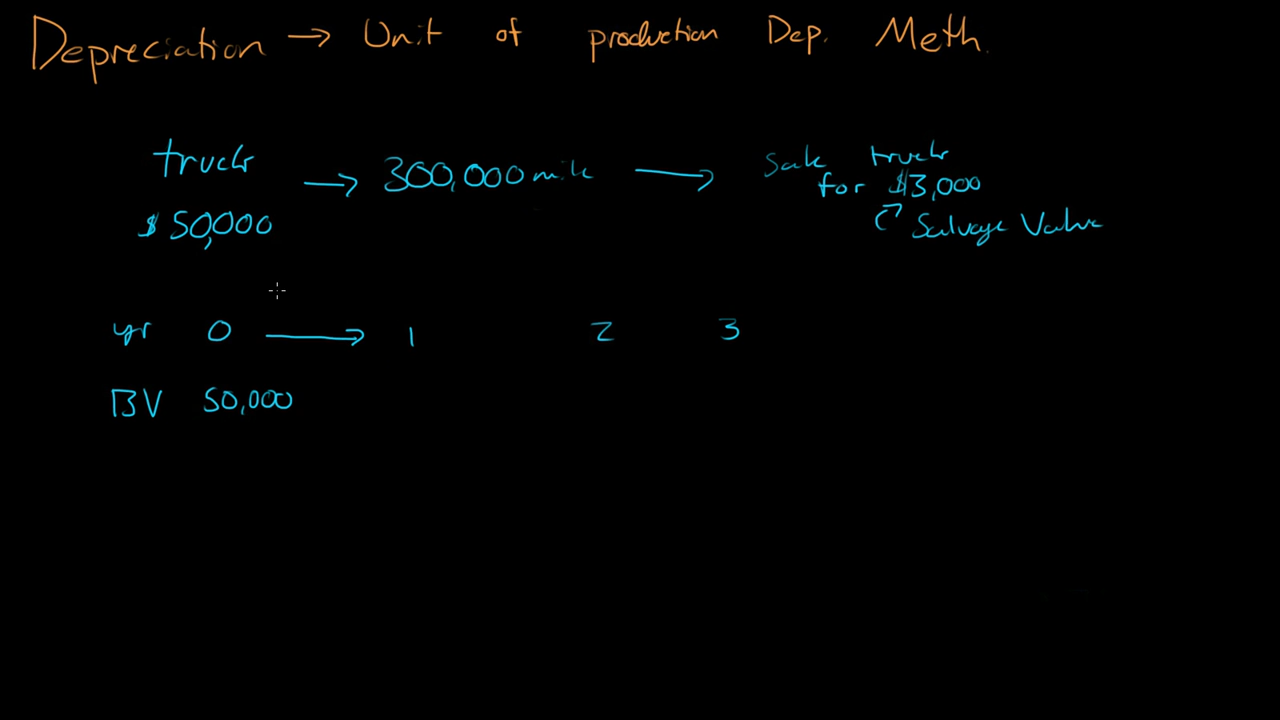 Depreciation → Unit of production Dep. Meth.
truck → 300,000 mile → Sale truck for $3,000
$50,000 Salvage Value
yr 0 → 1 2 3
BV 50,000